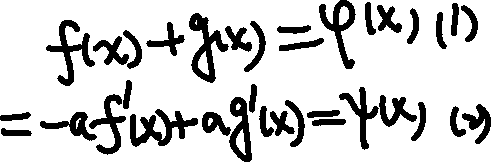 f(x)+g(x)=φ(x) (1)
=-af'(x)+ag'(x)=ψ(x) (2)